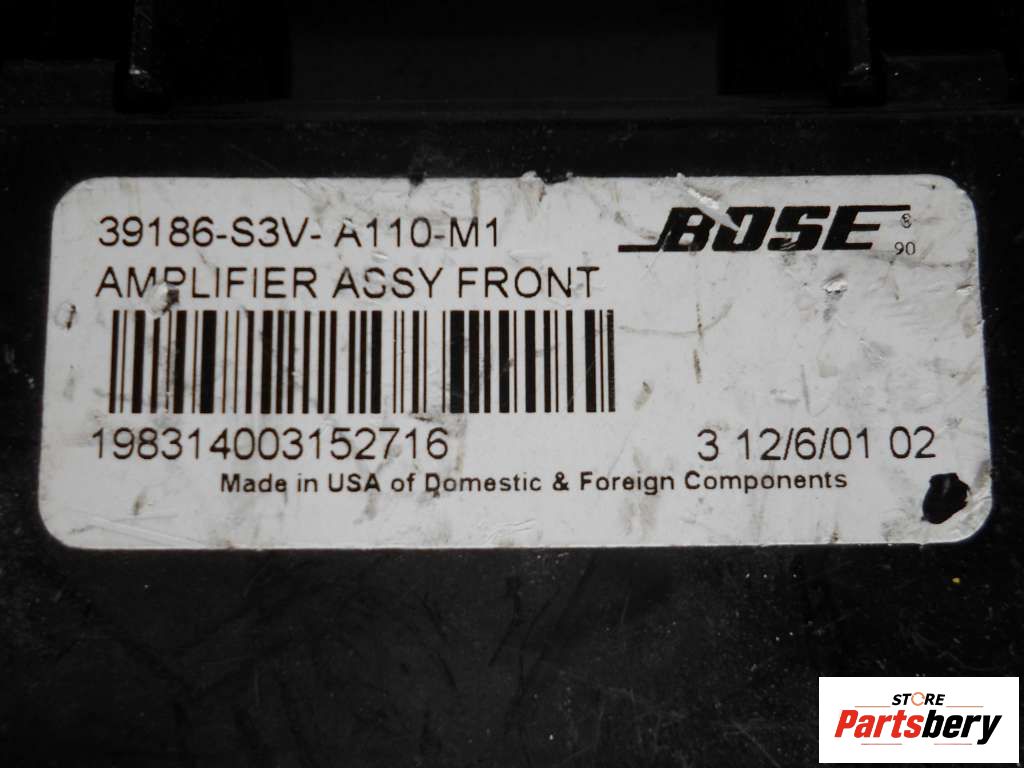 39186-S3V- A110-M1
BOSE ® 90
AMPLIFIER ASSY FRONT
198314003152716
3 12/6/01 02
Made in USA of Domestic & Foreign Components
STORE
Partsbery